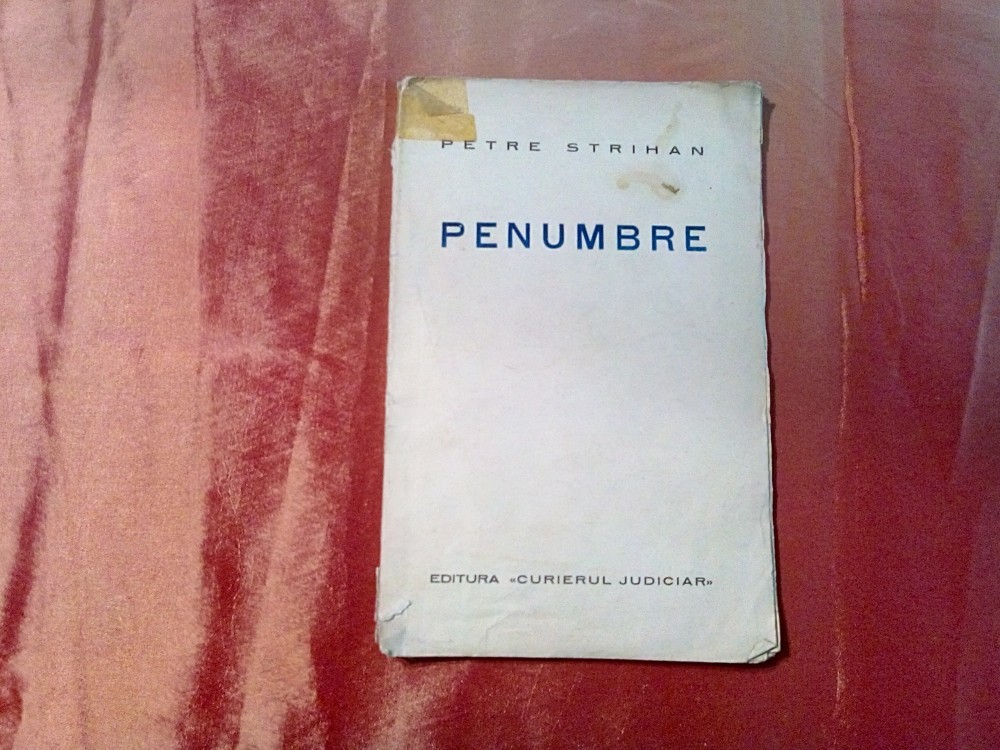 PETRE STRIHAN
PENUMBRE
EDITURA «CURIERUL JUDICIAR»